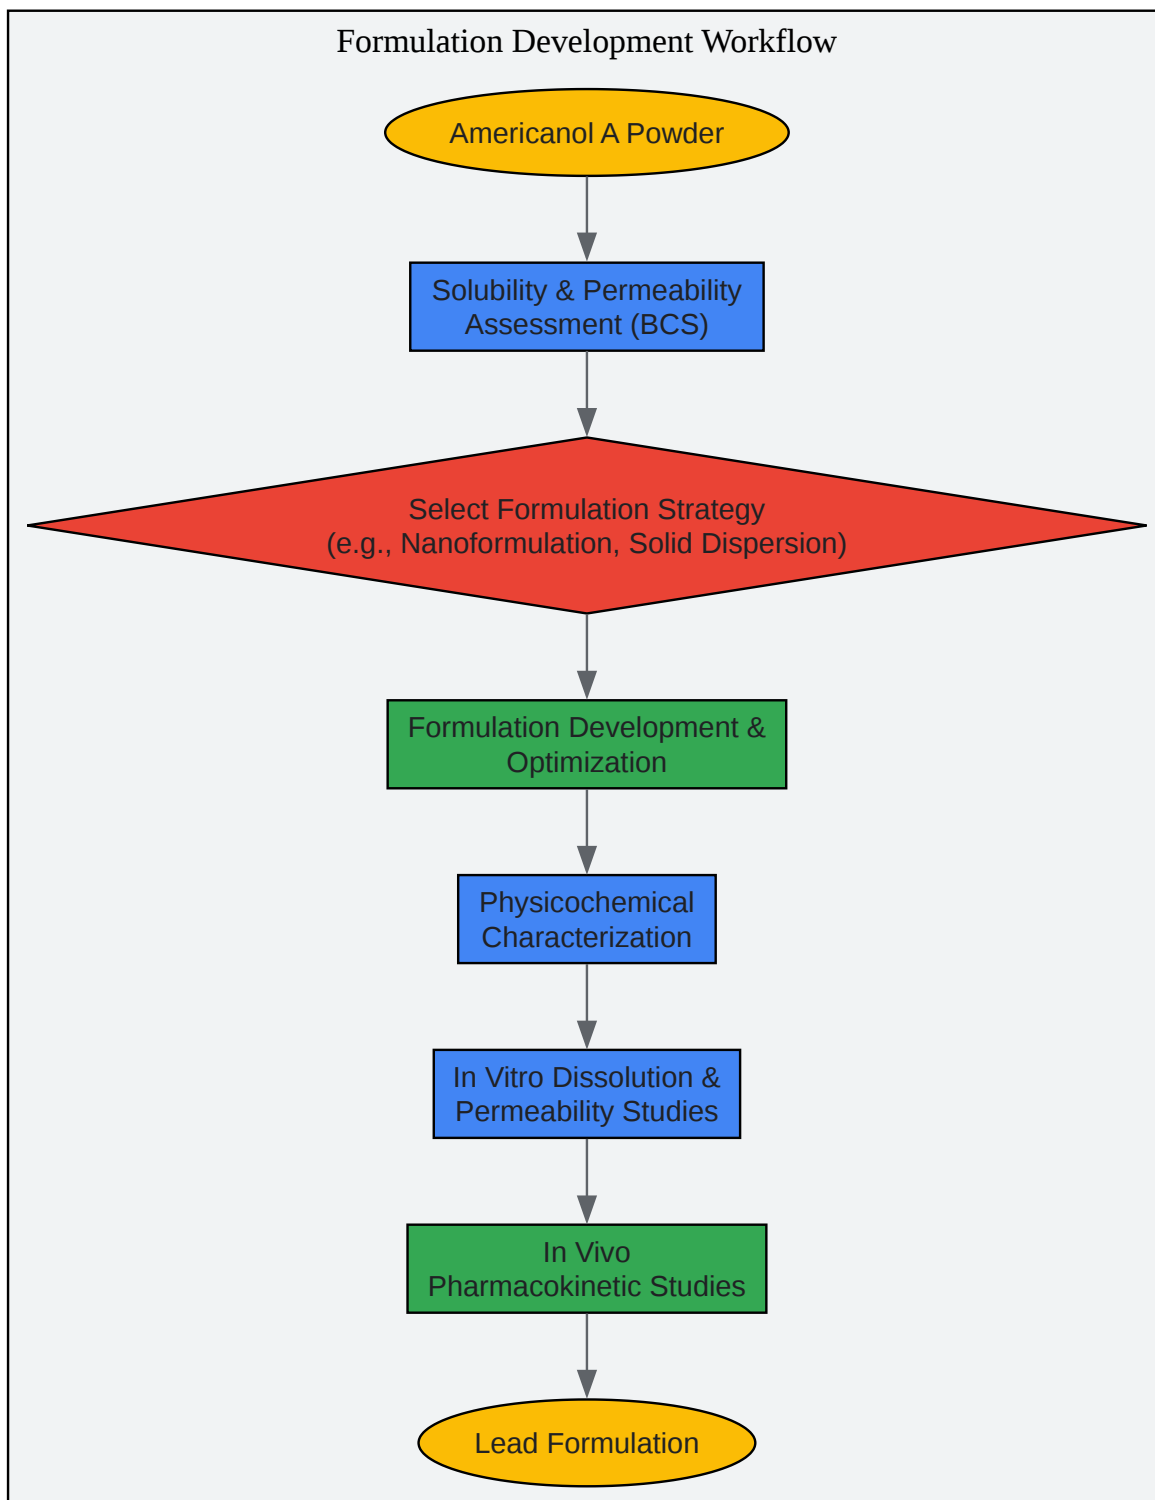 Formulation Development Workflow
Americanol A Powder
Solubility & Permeability
Assessment (BCS)
Select Formulation Strategy
(e.g., Nanoformulation, Solid Dispersion)
Formulation Development &
Optimization
Physicochemical
Characterization
In Vitro Dissolution &
Permeability Studies
In Vivo
Pharmacokinetic Studies
Lead Formulation